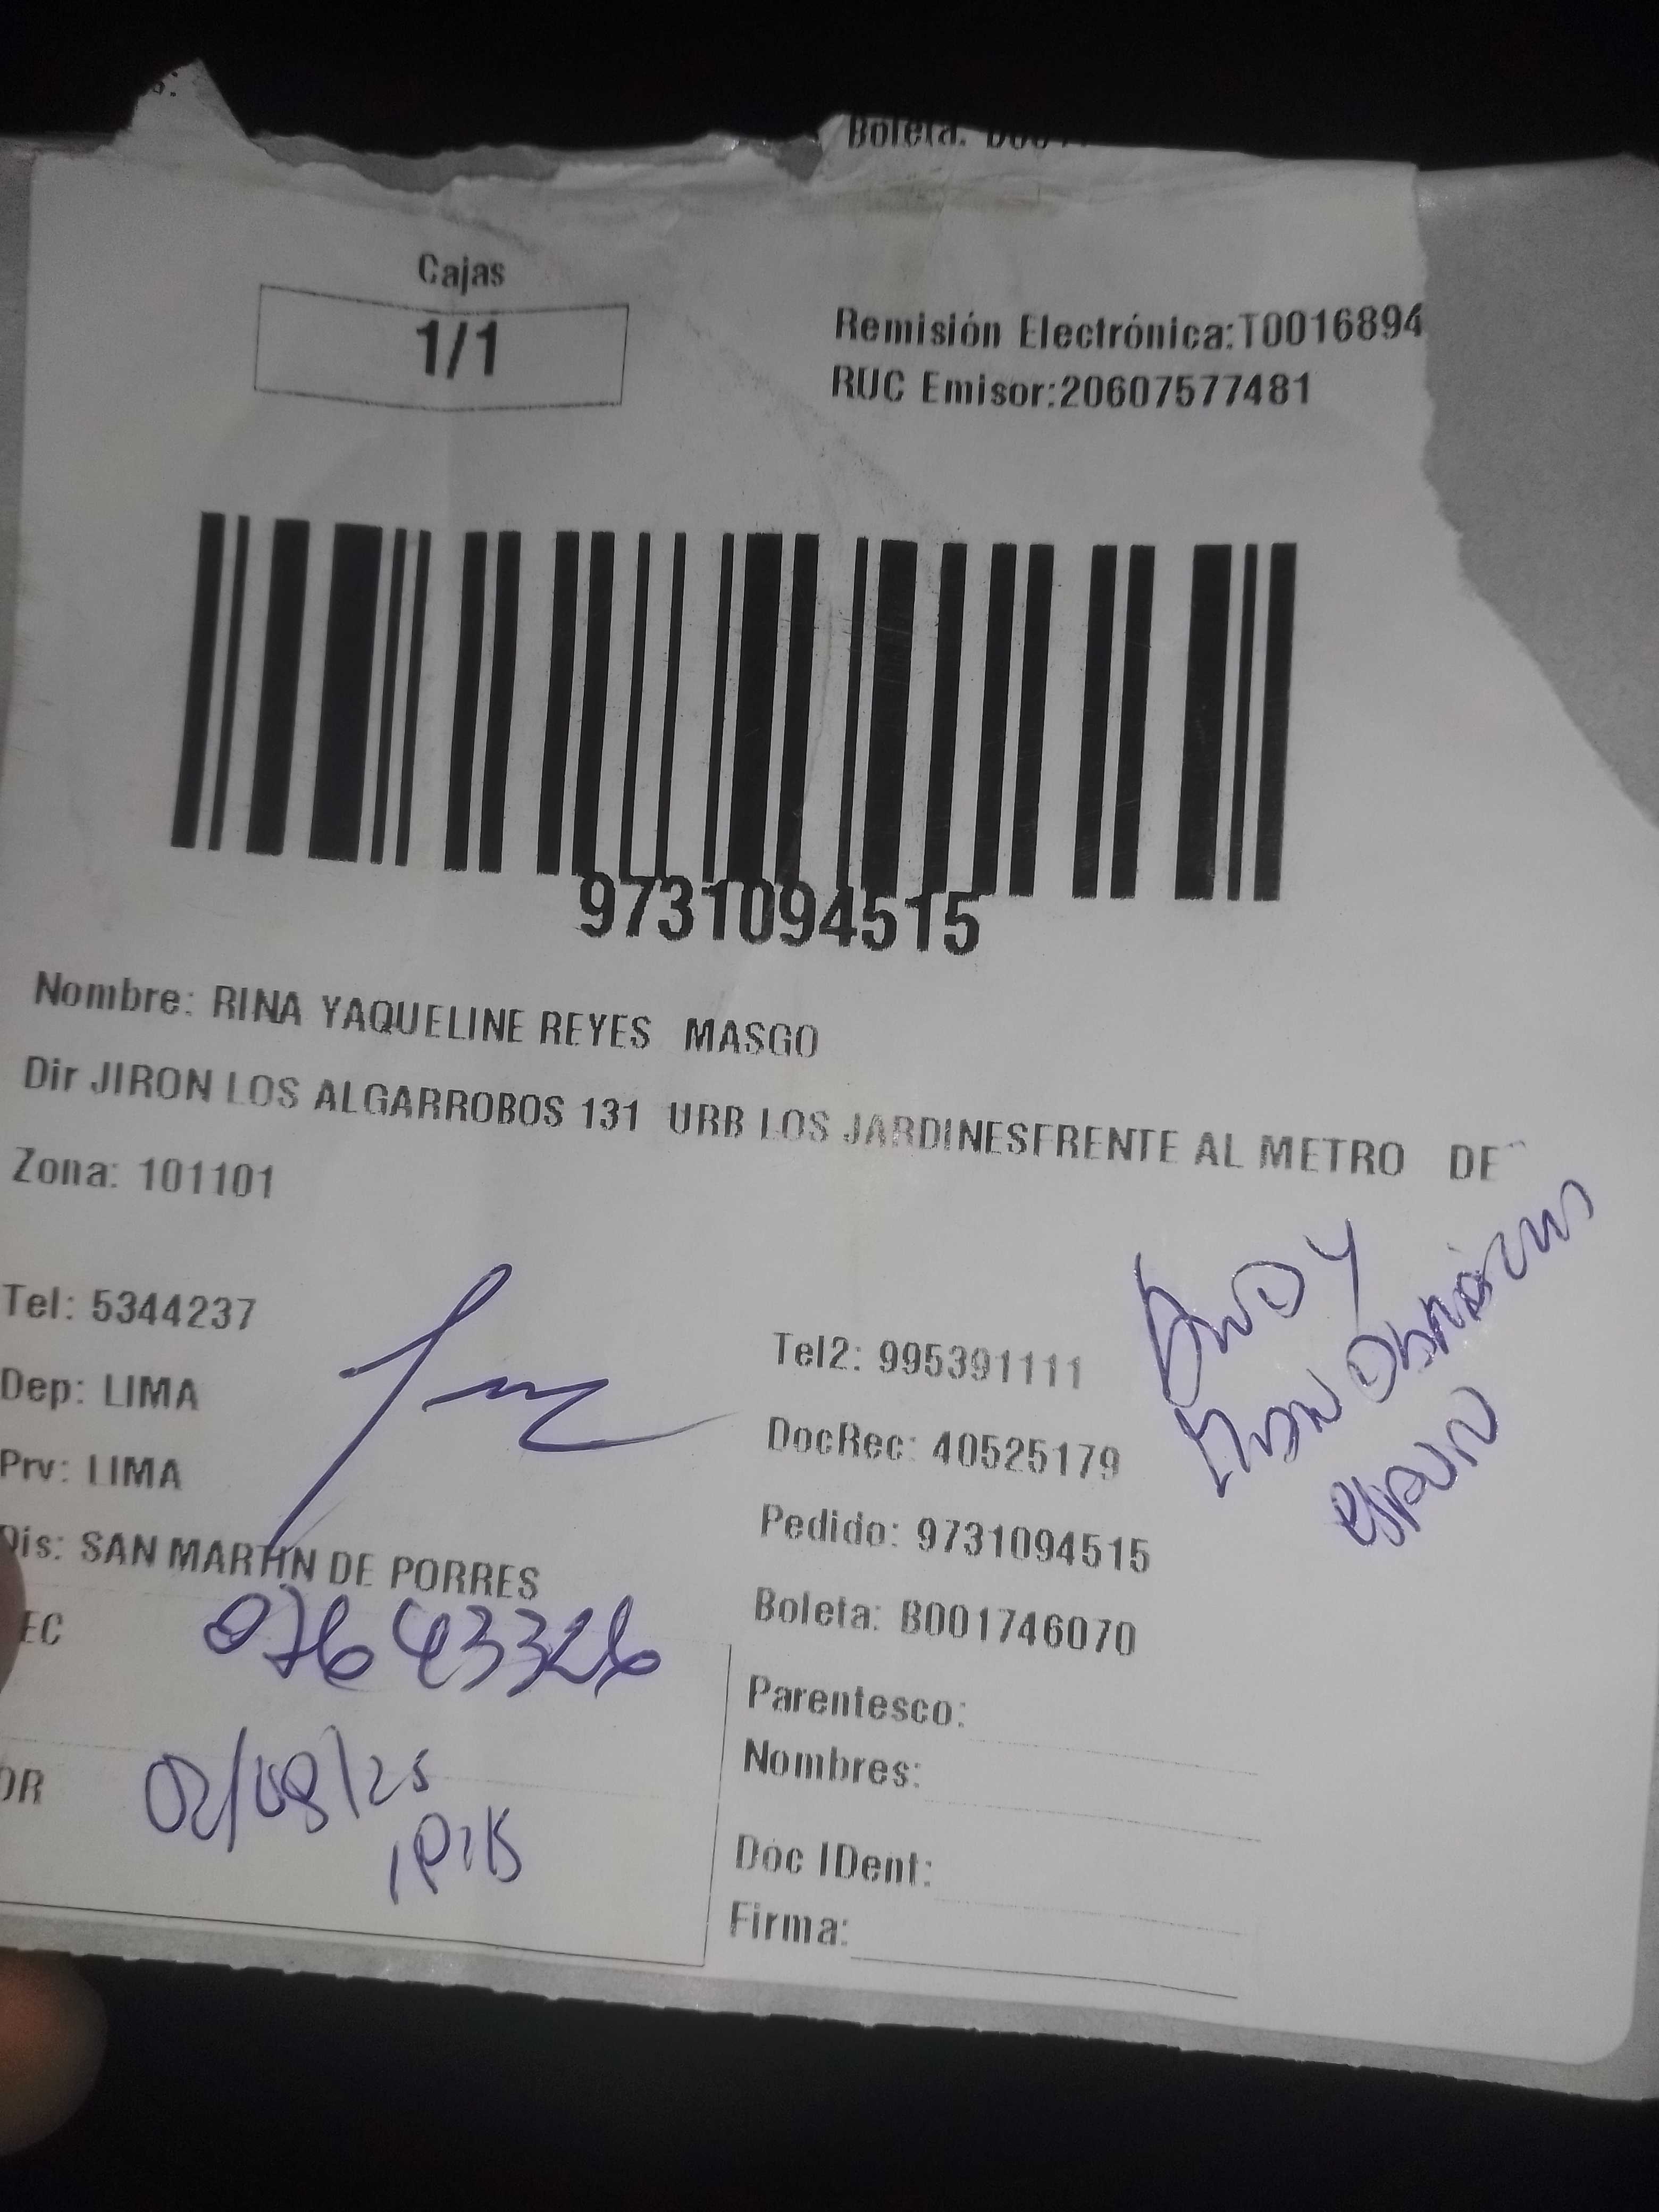 Boleta:
Cajas
1/1
Remisión Electrónica:T0016894
RUC Emisor:20607577481
9731094515
Nombre: RINA YAQUELINE REYES MASGO
Dir JIRON LOS ALGARROBOS 131 URB LOS JARDINESFRENTE AL METRO DE
Zona: 101101
Tel: 5344237
Tel2: 995391111
Dep: LIMA
DocRec: 40525179
Prv: LIMA
Pedido: 9731094515
Dis: SAN MARTIN DE PORRES
Boleta: B001746070
EC
07643326
Parentesco:
Nombres:
OR
02/08/25
Doc IDent:
Firma: